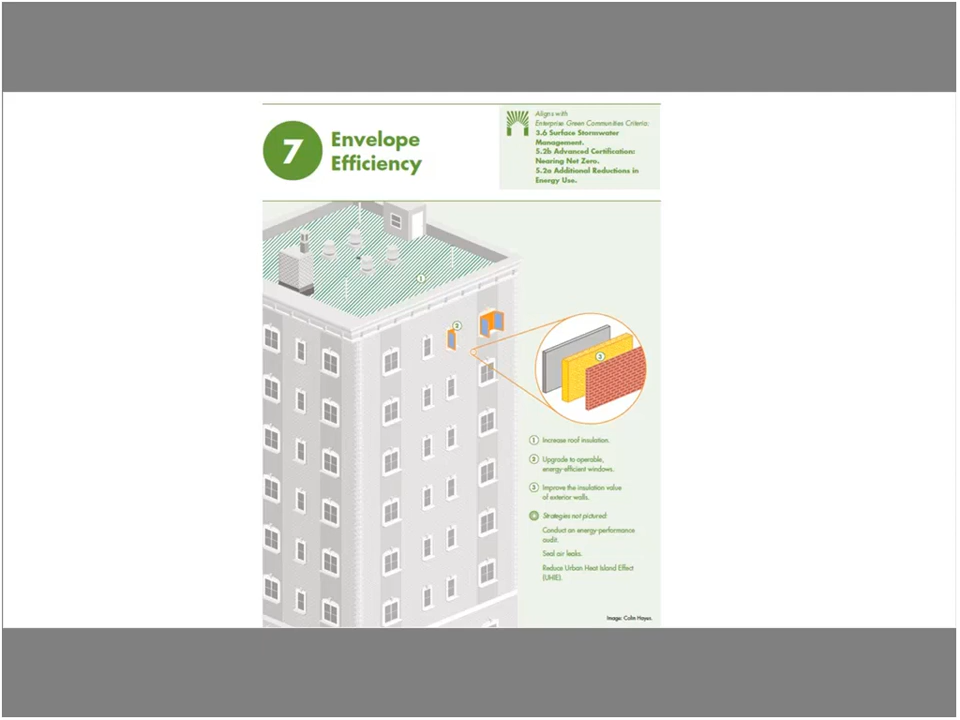 7
Envelope
Efficiency
Aligns with
Enterprise Green Communities Criteria:
3.6 Surface Stormwater
Management.
5.2b Advanced Certification:
Nearing Net Zero.
5.2a Additional Reductions in
Energy Use.
1
3
3
1 Increase roof insulation.
3 Upgrade to operable,
energy-efficient windows.
3 Improve the insulation value
of exterior walls.
Strategies not pictured:
Conduct an energy-performance
audit.
Seal air leaks.
Reduce Urban Heat Island Effect
(UHIE).
Image: Colin Hayes.